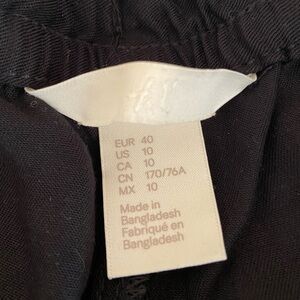 EUR 40
US 10
CA 10
CN 170/76A
MX 10
Made in
Bangladesh
Fabriqué en
Bangladesh